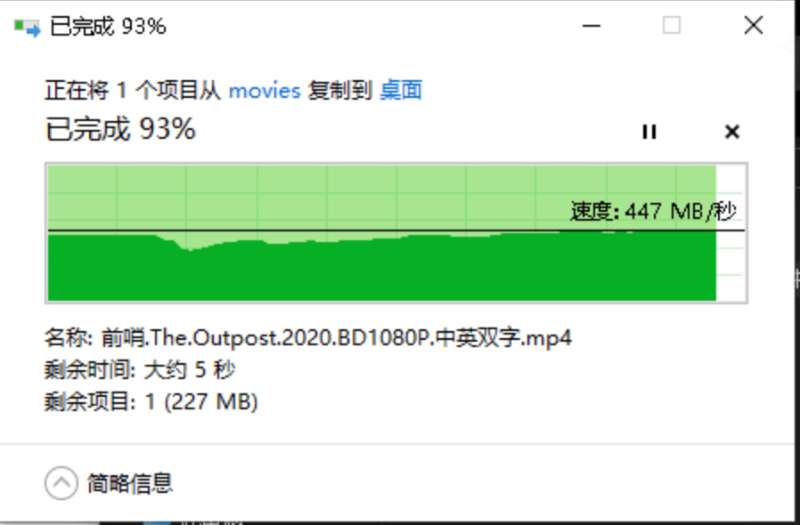 已完成 93%
正在将 1 个项目从 movies 复制到 桌面
已完成 93%
速度: 447 MB/秒
名称: 前哨.The.Outpost.2020.BD1080P.中英双字.mp4
剩余时间: 大约 5 秒
剩余项目: 1 (227 MB)
简略信息